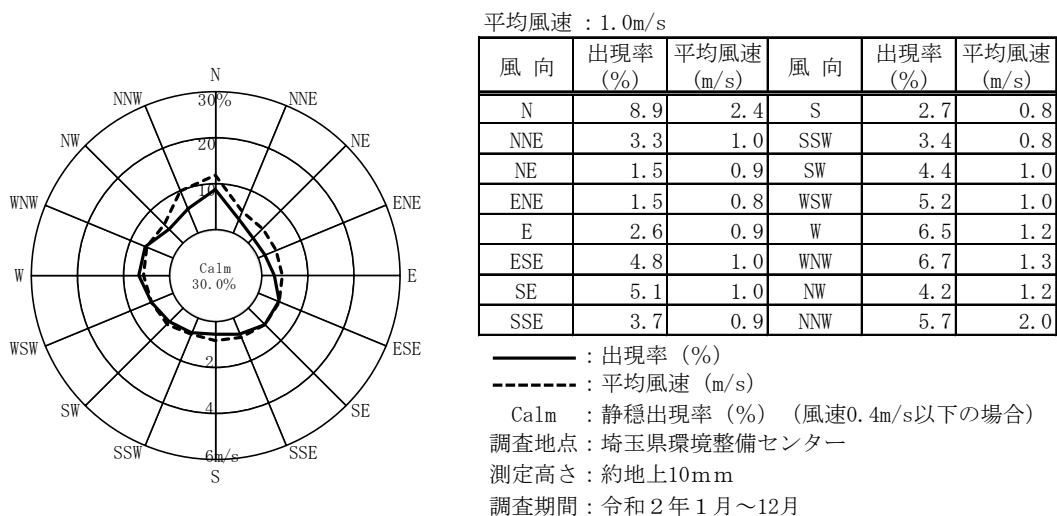 N
30%
NNW
NNE
NW
20
NE
10
WNW
ENE
Calm
30.0%
W
E
WSW
ESE
2
SW
4
SE
SSW
6m/s
SSE
S
平均風速 : 1.0m/s
風 向 出現率 (%) 平均風速 (m/s) 風 向 出現率 (%) 平均風速 (m/s)
N 8.9 2.4 S 2.7 0.8
NNE 3.3 1.0 SSW 3.4 0.8
NE 1.5 0.9 SW 4.4 1.0
ENE 1.5 0.8 WSW 5.2 1.0
E 2.6 0.9 W 6.5 1.2
ESE 4.8 1.0 WNW 6.7 1.3
SE 5.1 1.0 NW 4.2 1.2
SSE 3.7 0.9 NNW 5.7 2.0
：出現率（%）
：平均風速（m/s）
Calm ：静穏出現率（%）（風速0.4m/s以下の場合）
調査地点：埼玉県環境整備センター
測定高さ：約地上10mm
調査期間：令和２年１月～12月